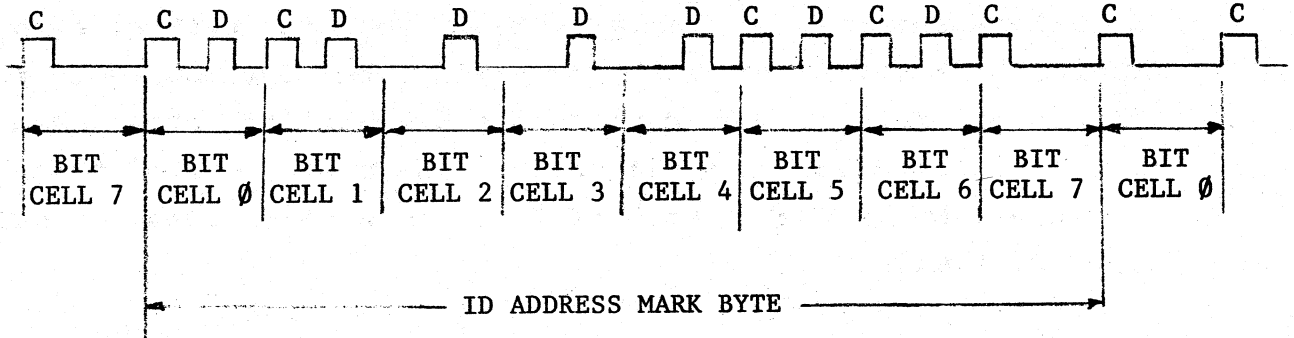 C C D C D D D D C D C D C C C
BIT BIT BIT BIT BIT BIT BIT BIT BIT BIT
CELL 7 CELL Ø CELL 1 CELL 2 CELL 3 CELL 4 CELL 5 CELL 6 CELL 7 CELL Ø
ID ADDRESS MARK BYTE